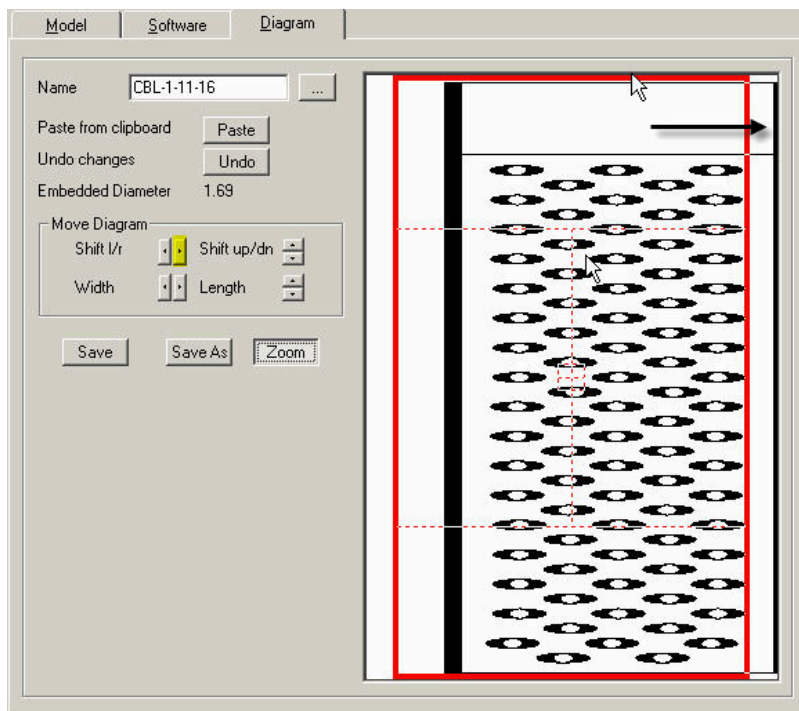 Model Software Diagram
Name CBL-1-11-16 ...
Paste from clipboard Paste
Undo changes Undo
Embedded Diameter 1.69
Move Diagram
Shift l/r Shift up/dn
Width Length
Save Save As Zoom